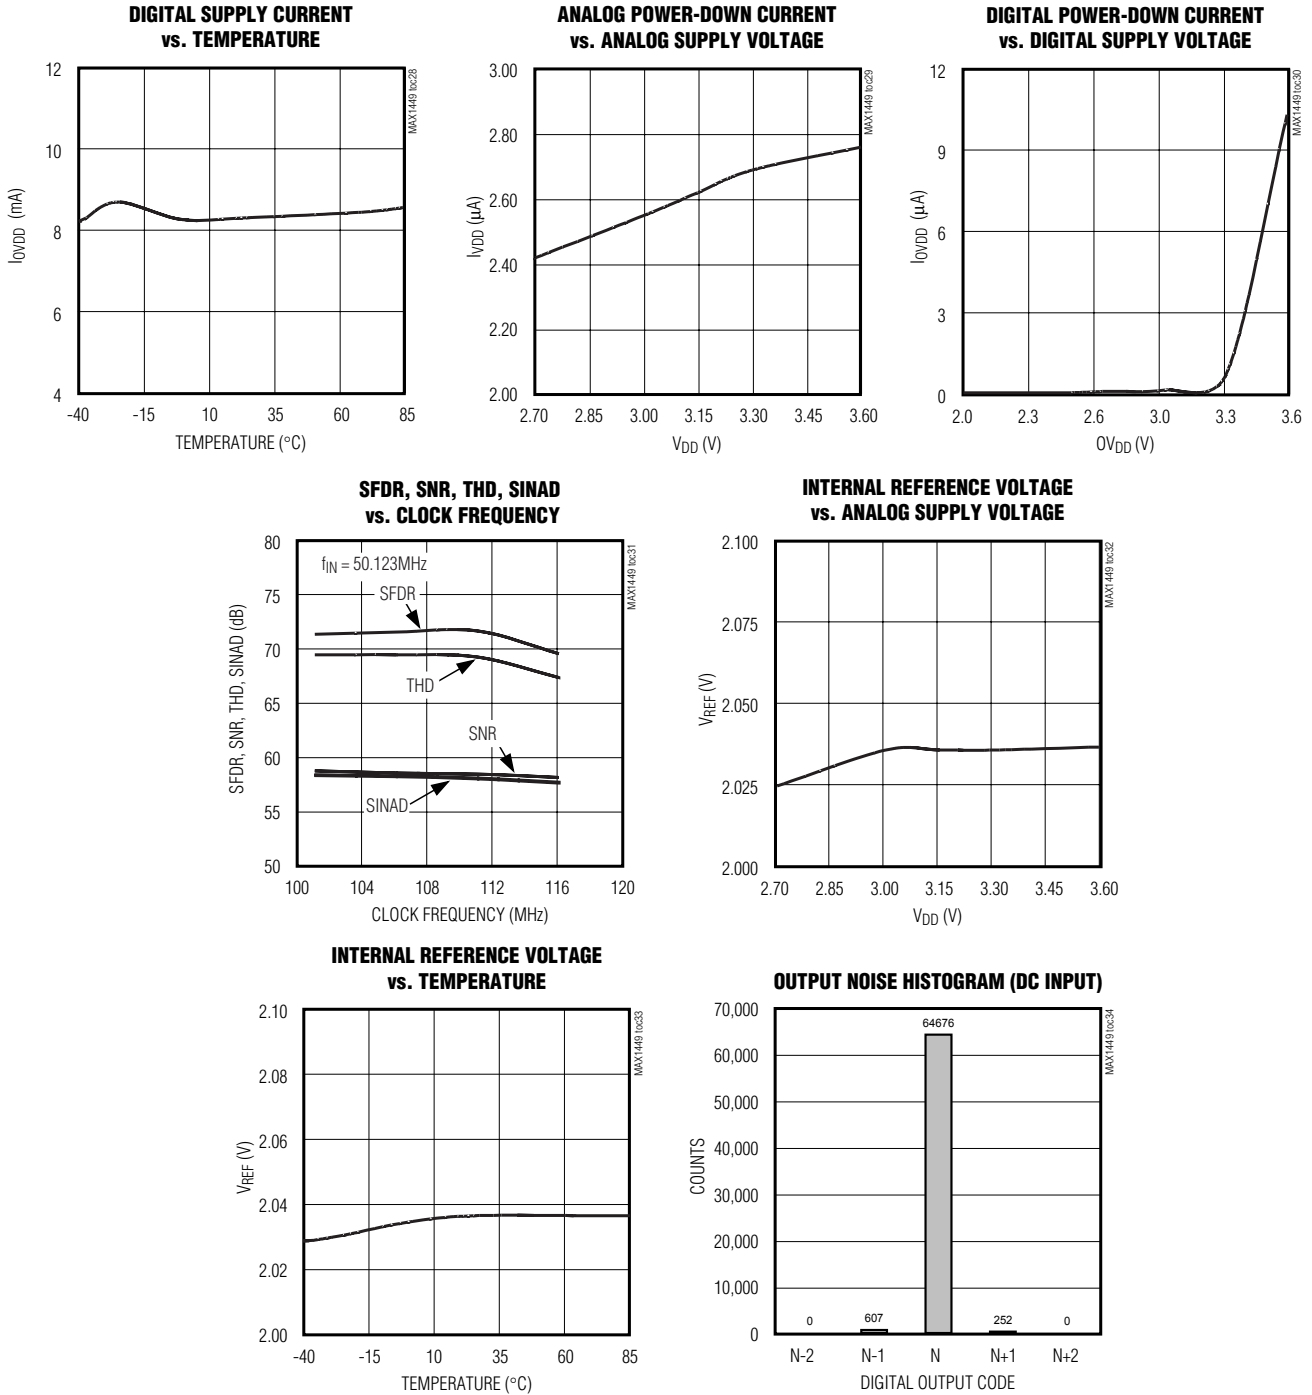 DIGITAL SUPPLY CURRENT
vs. TEMPERATURE
12
10
8
6
4
IOVDD (mA)
-40
-15
10
35
60
85
TEMPERATURE (°C)
MAX1449 toc28
ANALOG POWER-DOWN CURRENT
vs. ANALOG SUPPLY VOLTAGE
3.00
2.80
2.60
2.40
2.20
2.00
IVDD (µA)
2.70
2.85
3.00
3.15
3.30
3.45
3.60
VDD (V)
MAX1449 toc29
DIGITAL POWER-DOWN CURRENT
vs. DIGITAL SUPPLY VOLTAGE
12
9
6
3
0
IOVDD (µA)
2.0
2.3
2.6
3.0
3.3
3.6
OVDD (V)
MAX1449 toc30
SFDR, SNR, THD, SINAD
vs. CLOCK FREQUENCY
80
75
70
65
60
55
50
SFDR, SNR, THD, SINAD (dB)
fIN = 50.123MHz
SFDR
THD
SNR
SINAD
100
104
108
112
116
120
CLOCK FREQUENCY (MHz)
MAX1449 toc31
INTERNAL REFERENCE VOLTAGE
vs. ANALOG SUPPLY VOLTAGE
2.100
2.075
2.050
2.025
2.000
VREF (V)
2.70
2.85
3.00
3.15
3.30
3.45
3.60
VDD (V)
MAX1449 toc32
INTERNAL REFERENCE VOLTAGE
vs. TEMPERATURE
2.10
2.08
2.06
2.04
2.02
2.00
VREF (V)
-40
-15
10
35
60
85
TEMPERATURE (°C)
MAX1449 toc33
OUTPUT NOISE HISTOGRAM (DC INPUT)
70,000
60,000
50,000
40,000
30,000
20,000
10,000
0
COUNTS
0
607
64676
252
0
N-2
N-1
N
N+1
N+2
DIGITAL OUTPUT CODE
MAX1449 toc34